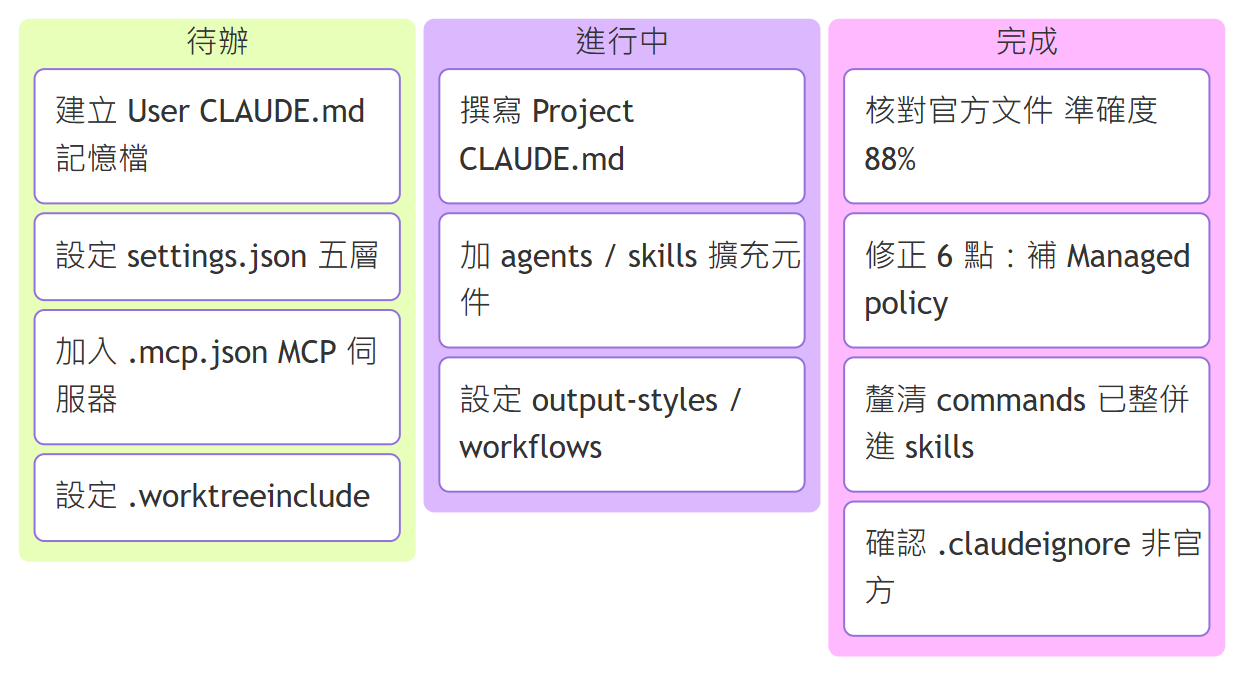 待辦
建立 User CLAUDE.md
記憶檔
設定 settings.json 五層
加入 .mcp.json MCP 伺
服器
設定 .worktreeinclude
進行中
撰寫 Project
CLAUDE.md
加 agents / skills 擴充元
件
設定 output-styles /
workflows
完成
核對官方文件 準確度
88%
修正 6 點：補 Managed
policy
釐清 commands 已整併
進 skills
確認 .claudeignore 非官
方